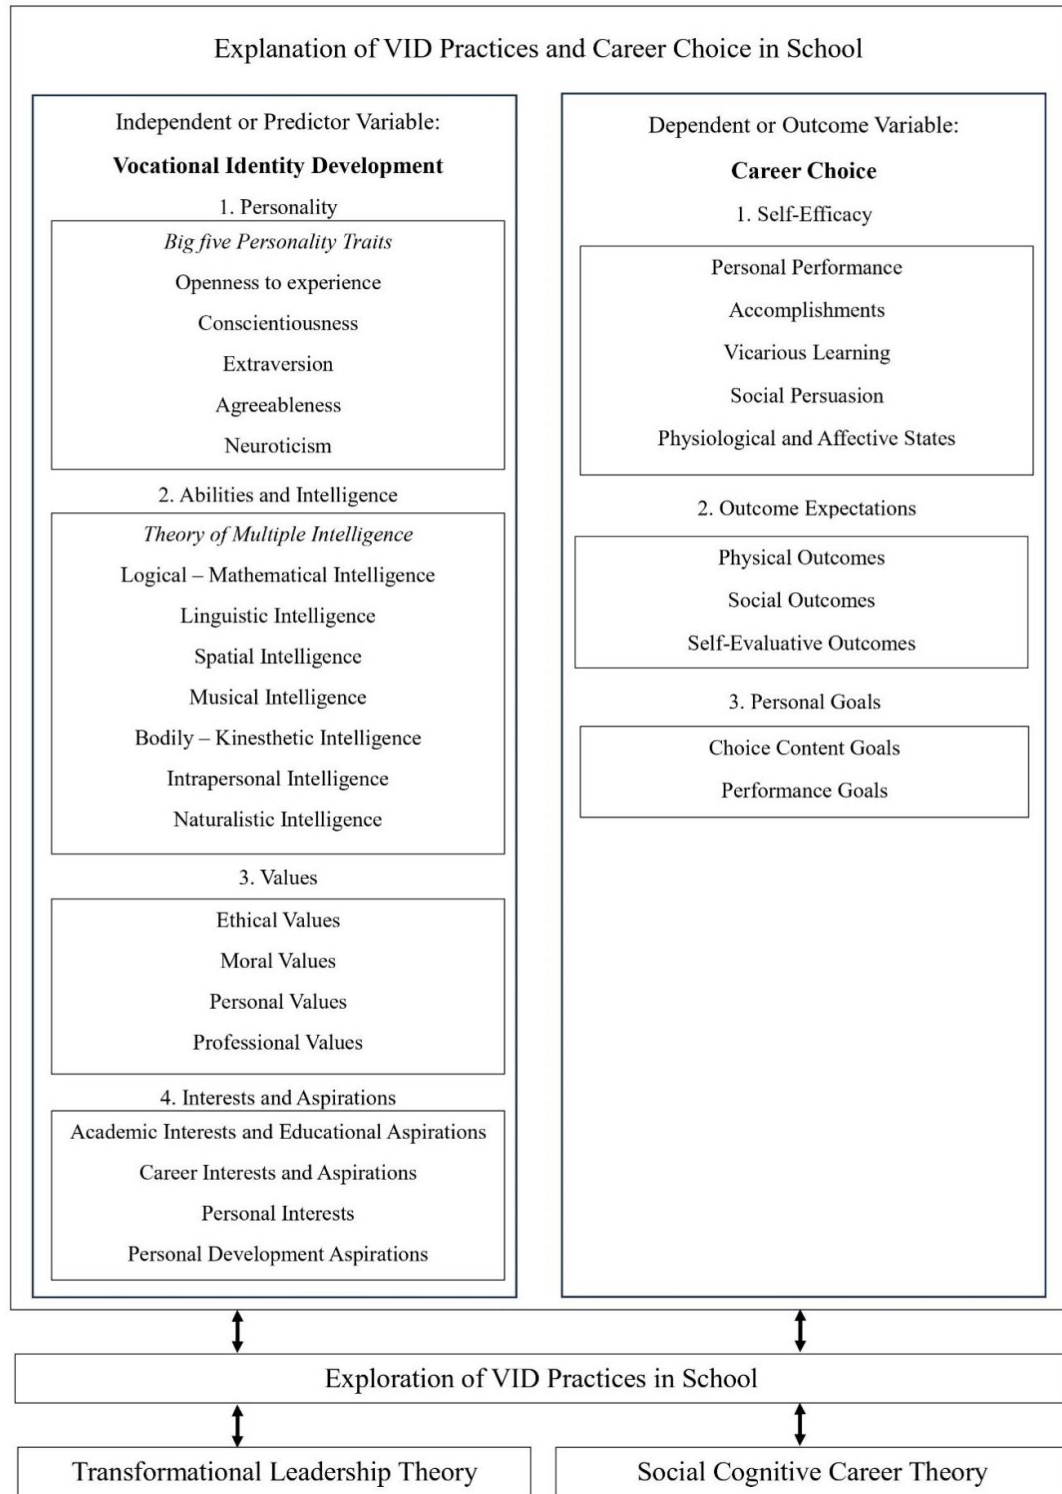 Explanation of VID Practices and Career Choice in School
Independent or Predictor Variable:
Vocational Identity Development
1. Personality
Big five Personality Traits
Openness to experience
Conscientiousness
Extraversion
Agreeableness
Neuroticism
2. Abilities and Intelligence
Theory of Multiple Intelligence
Logical – Mathematical Intelligence
Linguistic Intelligence
Spatial Intelligence
Musical Intelligence
Bodily – Kinesthetic Intelligence
Intrapersonal Intelligence
Naturalistic Intelligence
3. Values
Ethical Values
Moral Values
Personal Values
Professional Values
4. Interests and Aspirations
Academic Interests and Educational Aspirations
Career Interests and Aspirations
Personal Interests
Personal Development Aspirations
Dependent or Outcome Variable:
Career Choice
1. Self-Efficacy
Personal Performance
Accomplishments
Vicarious Learning
Social Persuasion
Physiological and Affective States
2. Outcome Expectations
Physical Outcomes
Social Outcomes
Self-Evaluative Outcomes
3. Personal Goals
Choice Content Goals
Performance Goals
Exploration of VID Practices in School
Transformational Leadership Theory
Social Cognitive Career Theory